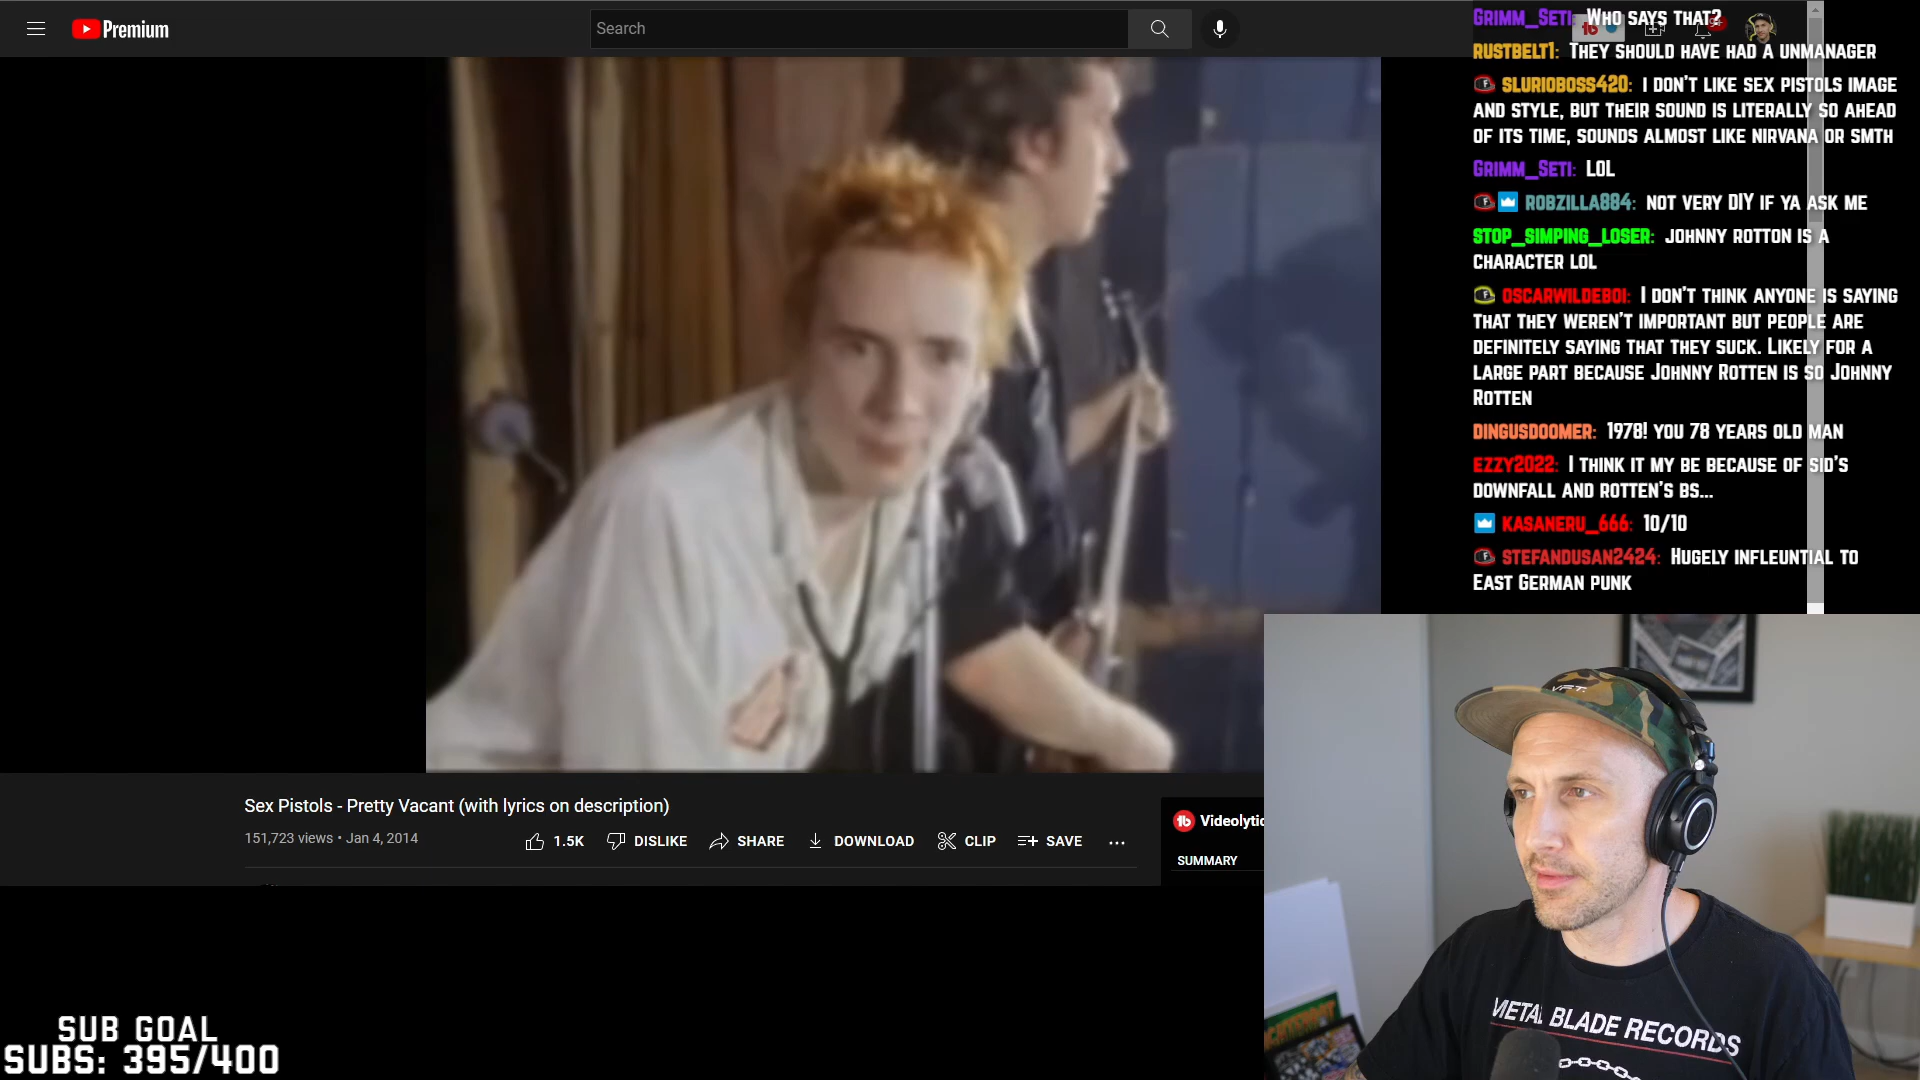 Premium
Search
GRIMM_SETI: WHO SAYS THAT?
RUSTBELT1: THEY SHOULD HAVE HAD A UNMANAGER
SLURIOBOSS420: I DON'T LIKE SEX PISTOLS IMAGE
AND STYLE, BUT THEIR SOUND IS LITERALLY SO AHEAD
OF ITS TIME, SOUNDS ALMOST LIKE NIRVANA OR SMTH
GRIMM_SETI: LOL
ROBZILLA884: NOT VERY DIY IF YA ASK ME
STOP_SIMPING_LOSER: JOHNNY ROTTON IS A
CHARACTER LOL
OSCARWILDEBOI: I DON'T THINK ANYONE IS SAYING
THAT THEY WEREN'T IMPORTANT BUT PEOPLE ARE
DEFINITELY SAYING THAT THEY SUCK. LIKELY FOR A
LARGE PART BECAUSE JOHNNY ROTTEN IS SO JOHNNY
ROTTEN
DINGUSDOOMER: 1978! YOU 78 YEARS OLD MAN
EZZY2022: I THINK IT MY BE BECAUSE OF SID'S
DOWNFALL AND ROTTEN'S BS...
KASANERU_666: 10/10
STEFANDUSAN2424: HUGELY INFLEUNTIAL TO
EAST GERMAN PUNK
Sex Pistols - Pretty Vacant (with lyrics on description)
151,723 views • Jan 4, 2014
1.5K
DISLIKE
SHARE
DOWNLOAD
CLIP
SAVE
tb Videolytic
SUMMARY
METAL BLADE RECORDS
SUB GOAL
SUBS: 395/400